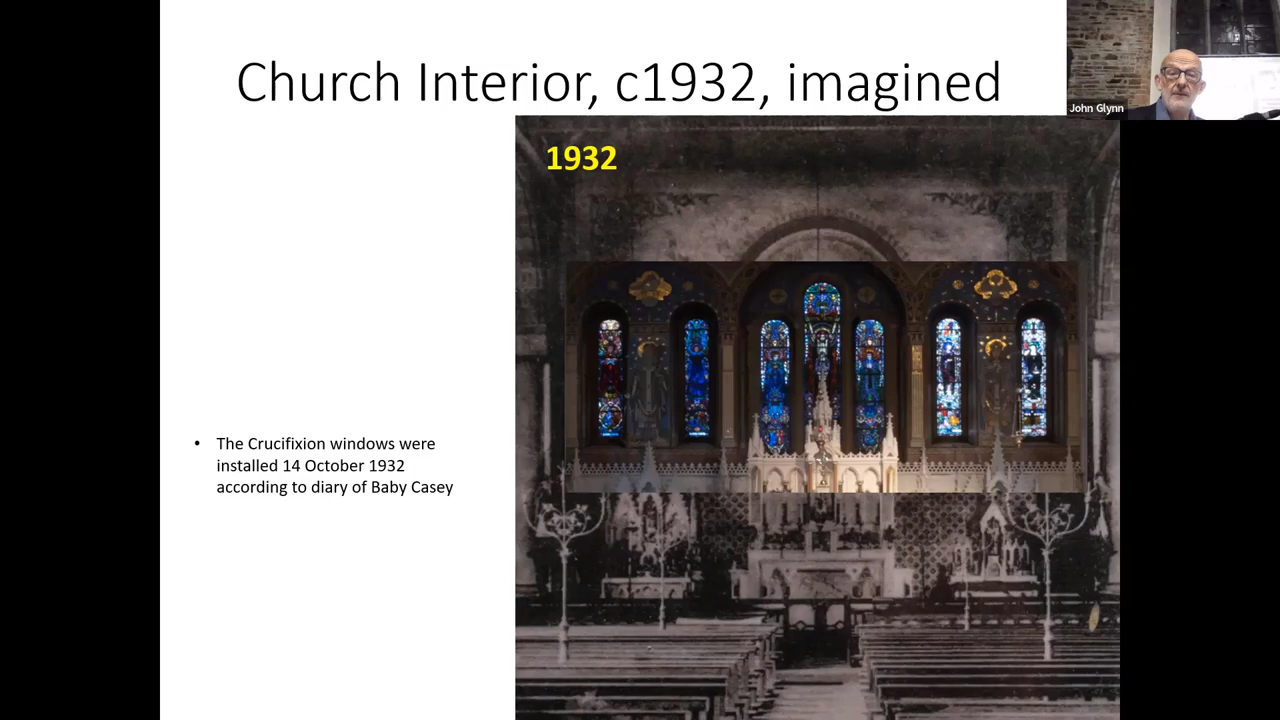 Church Interior, c1932, imagined
John Glynn
1932
• The Crucifixion windows were
installed 14 October 1932
according to diary of Baby Casey